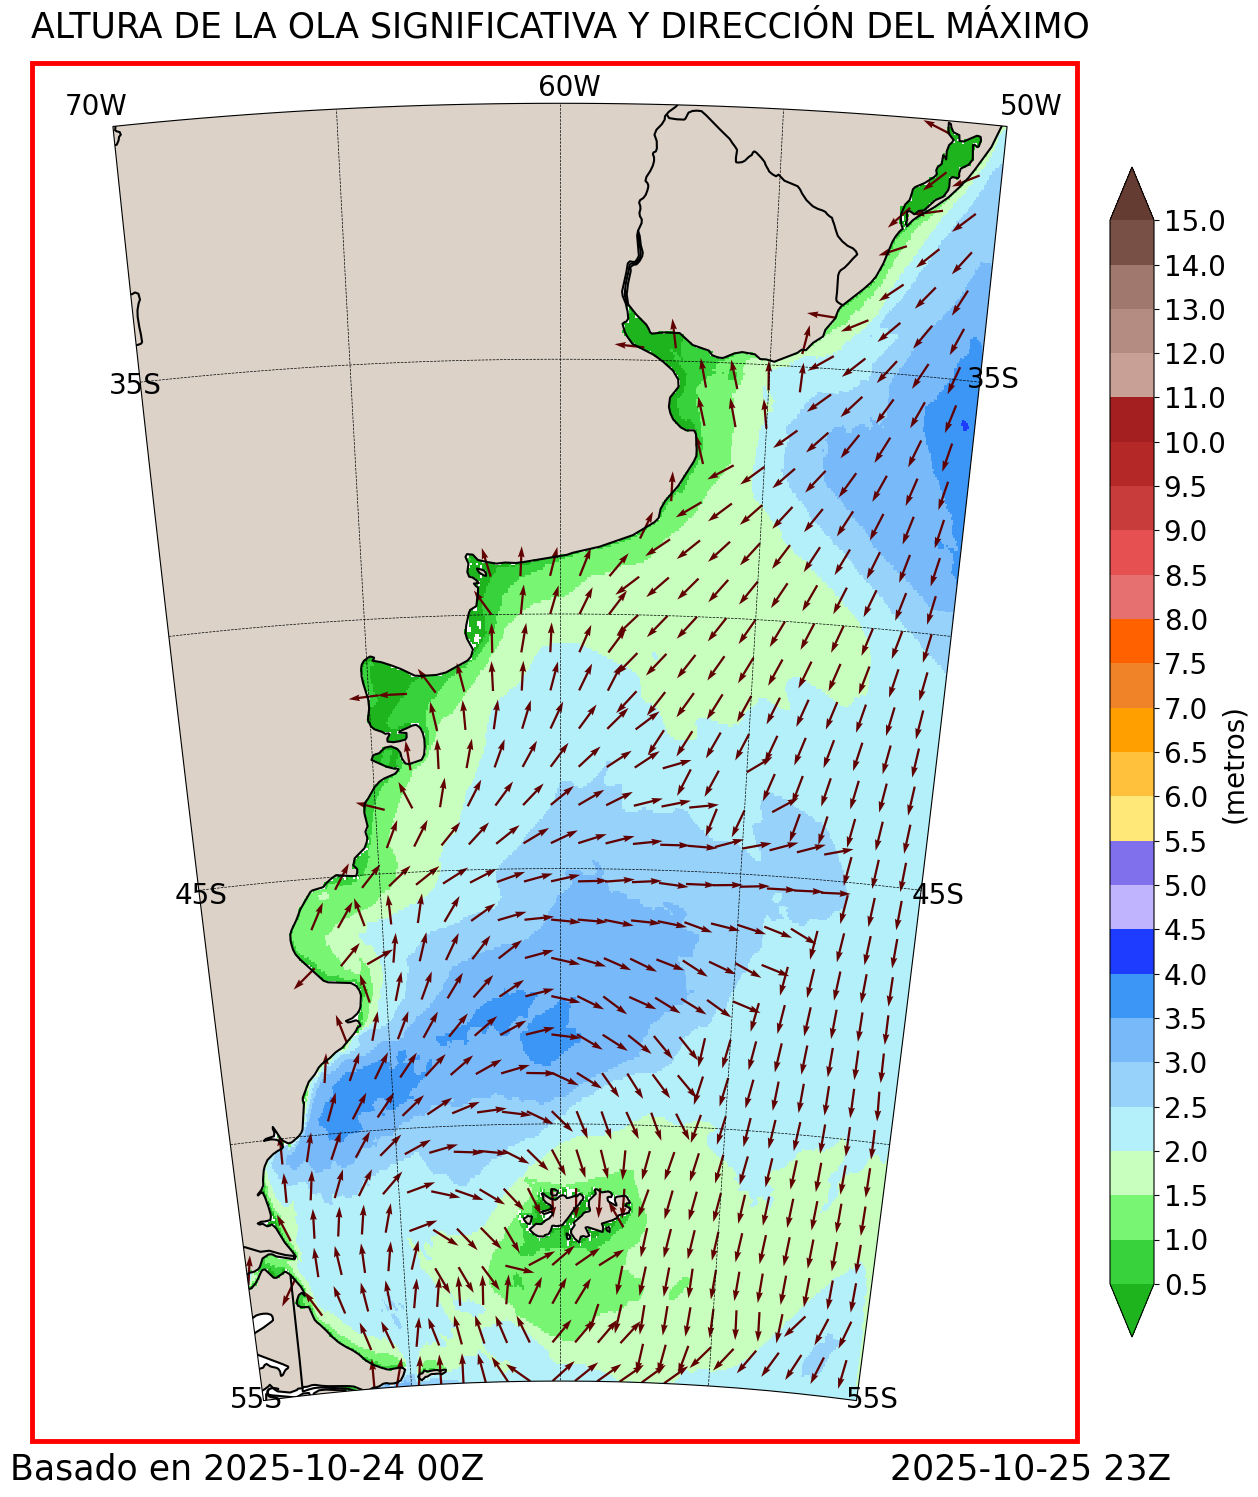 ALTURA DE LA OLA SIGNIFICATIVA Y DIRECCIÓN DEL MÁXIMO
70W
60W
50W
35S
35S
45S
45S
55S
55S
15.0
14.0
13.0
12.0
11.0
10.0
9.5
9.0
8.5
8.0
7.5
7.0
6.5
6.0
5.5
5.0
4.5
4.0
3.5
3.0
2.5
2.0
1.5
1.0
0.5
(metros)
Basado en 2025-10-24 00Z
2025-10-25 23Z